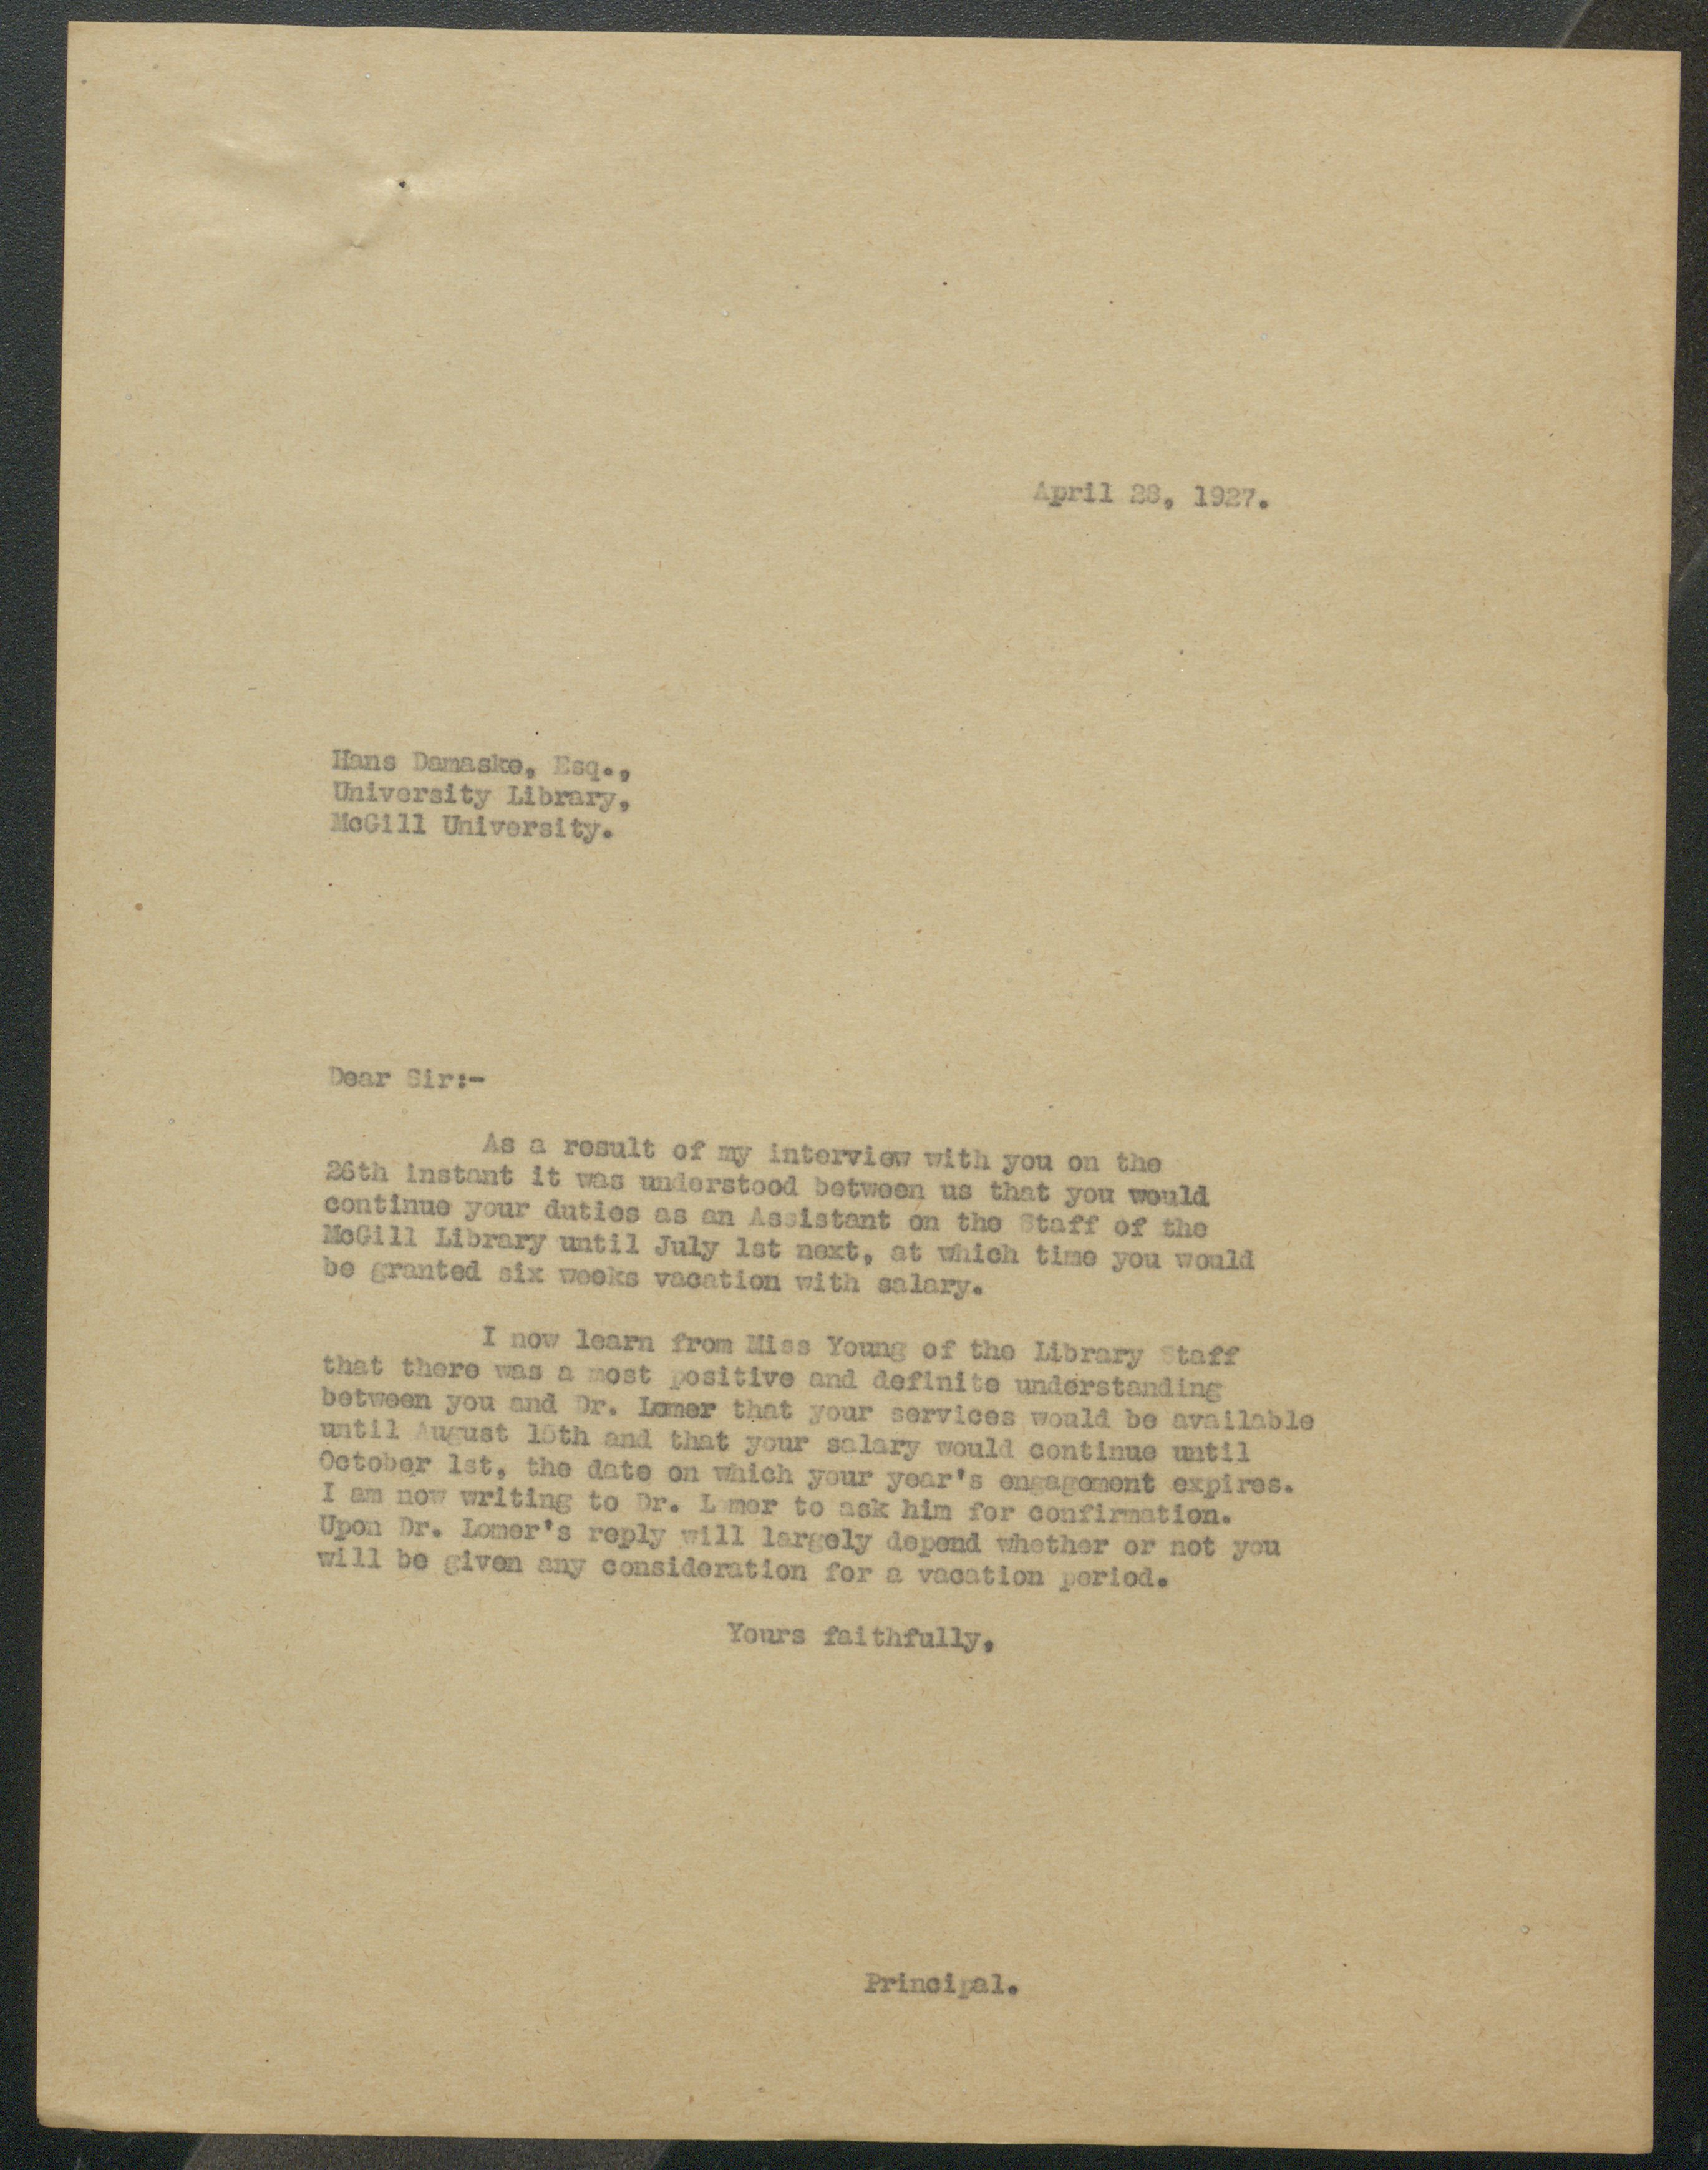 April 28, 1927.
Hans Damaske, Esq.,
University Library,
McGill University.
Dear Sir:-
As a result of my interview with you on the
26th instant it was understood between us that you would
continue your duties as an Assistant on the Staff of the
McGill Library until July 1st next, at which time you would
be granted six weeks vacation with salary.
I now learn from Miss Young of the Library Staff
that there was a most positive and definite understanding
between you and Dr. Lomer that your services would be available
until August 15th and that your salary would continue until
October 1st, the date on which your year's engagement expires.
I am now writing to Dr. Lomer to ask him for confirmation.
Upon Dr. Lomer's reply will largely depend whether or not you
will be given any consideration for a vacation period.
Yours faithfully,
Principal.